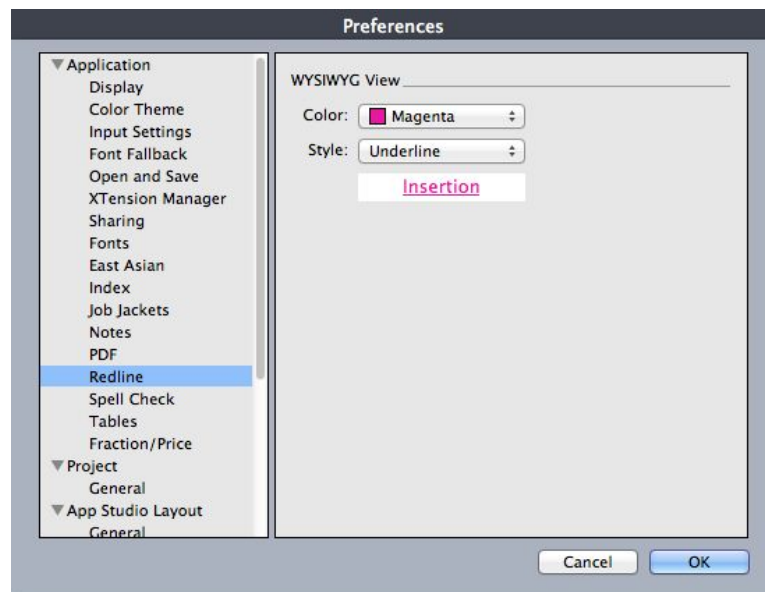 Preferences
Application
Display
Color Theme
Input Settings
Font Fallback
Open and Save
XTension Manager
Sharing
Fonts
East Asian
Index
Job Jackets
Notes
PDF
Redline
Spell Check
Tables
Fraction/Price
Project
General
App Studio Layout
General
WYSIWYG View
Color: Magenta
Style: Underline
Insertion
Cancel OK